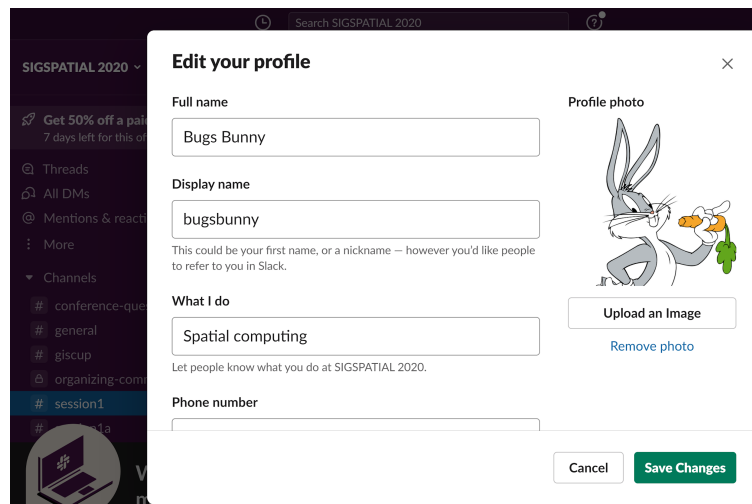 Search SIGSPATIAL 2020
SIGSPATIAL 2020
Get 50% off a paid
7 days left for this of
Threads
All DMs
@ Mentions & reacti
More
Channels
# conference-que
# general
# giscup
organizing-comm
# session1
#
Edit your profile
Full name
Bugs Bunny
Display name
bugsbunny
This could be your first name, or a nickname — however you'd like people
to refer to you in Slack.
What I do
Spatial computing
Let people know what you do at SIGSPATIAL 2020.
Phone number
Profile photo
Upload an Image
Remove photo
Cancel
Save Changes